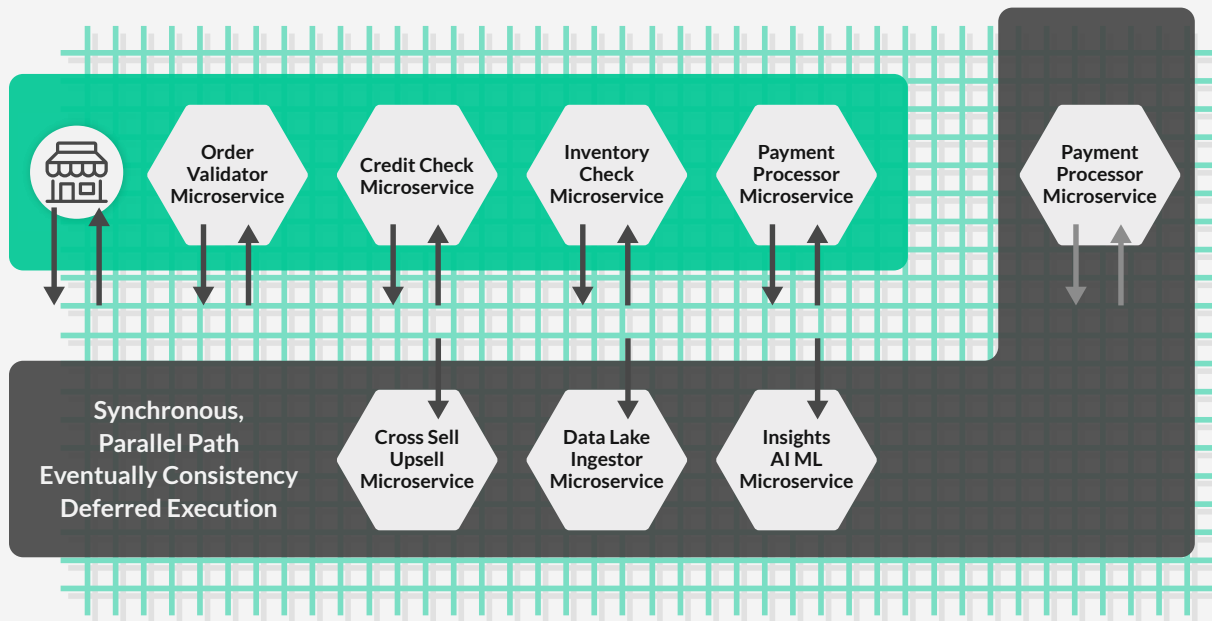 Order
Validator
Microservice
Credit Check
Microservice
Inventory
Check
Microservice
Payment
Processor
Microservice
Payment
Processor
Microservice
Synchronous,
Parallel Path
Eventually Consistency
Deferred Execution
Cross Sell
Upsell
Microservice
Data Lake
Ingestor
Microservice
Insights
AI ML
Microservice